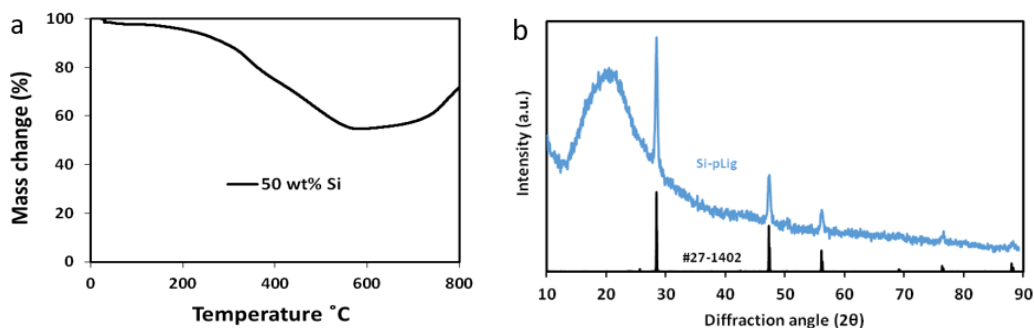 a
100
80
60
40
20
0
Mass change (%)
50 wt% Si
0 200 400 600 800
Temperature ˚C
b
Intensity (a.u.)
Si-pLig
#27-1402
10 20 30 40 50 60 70 80 90
Diffraction angle (2θ)